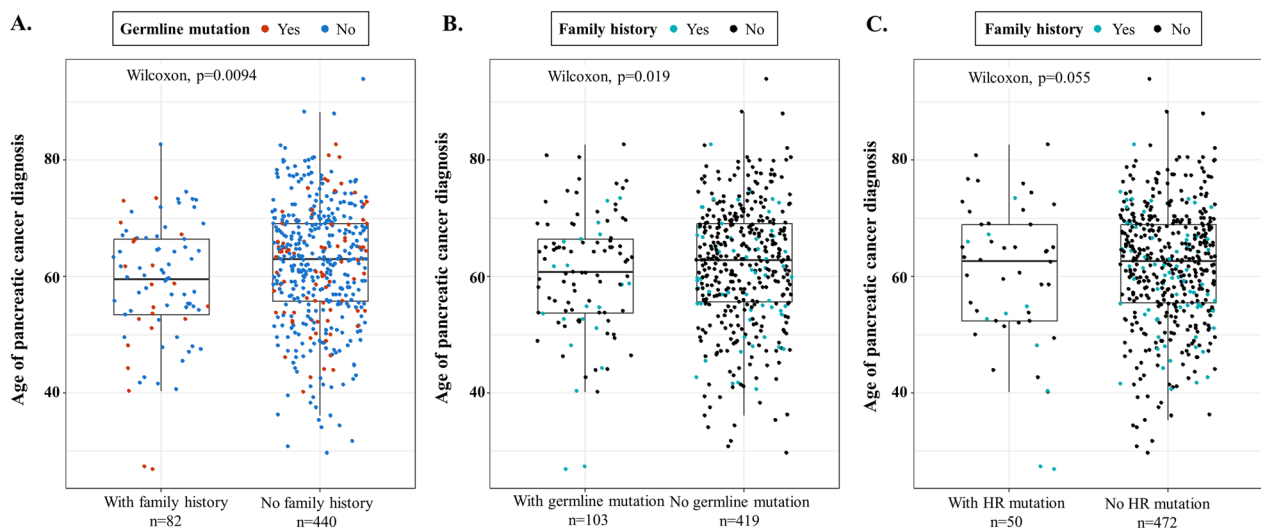 A.
Germline mutation Yes No
Wilcoxon, p=0.0094
Age of pancreatic cancer diagnosis
80
60
40
With family history
n=82
No family history
n=440
B.
Family history Yes No
Wilcoxon, p=0.019
Age of pancreatic cancer diagnosis
80
60
40
With germline mutation
n=103
No germline mutation
n=419
C.
Family history Yes No
Wilcoxon, p=0.055
Age of pancreatic cancer diagnosis
80
60
40
With HR mutation
n=50
No HR mutation
n=472